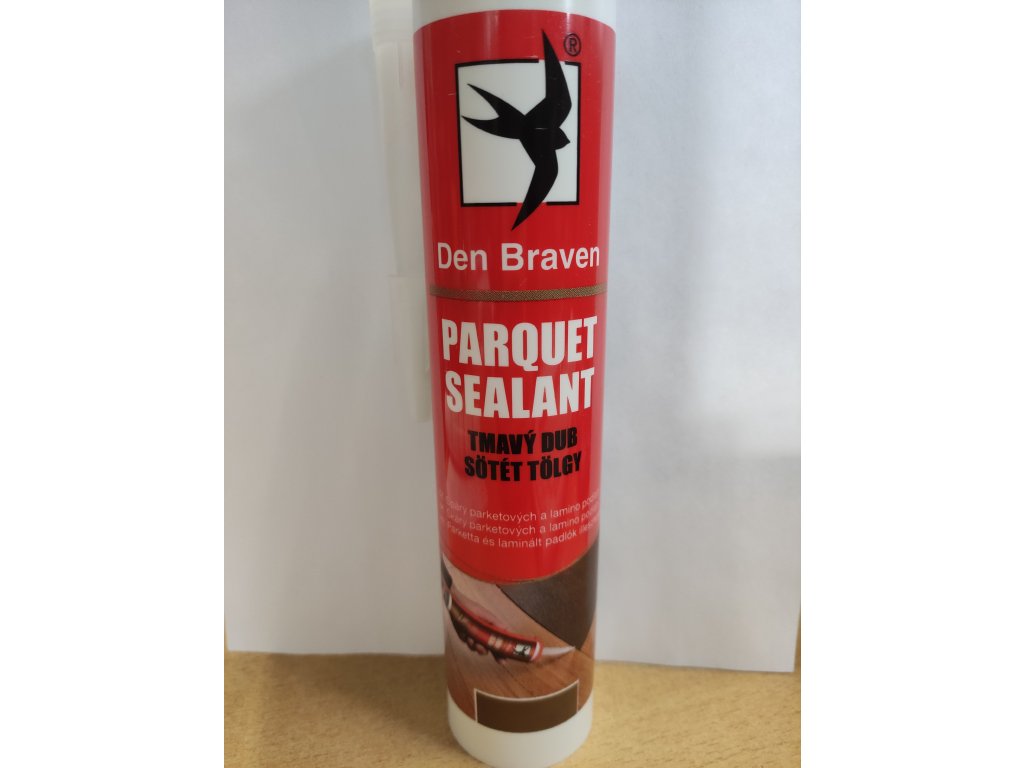 ®
Den Braven
PARQUET
SEALANT
TMAVÝ DUB
SÖTÉT TÖLGY
parketových a lamino
parketových a lamino
Parketta és laminált padlók